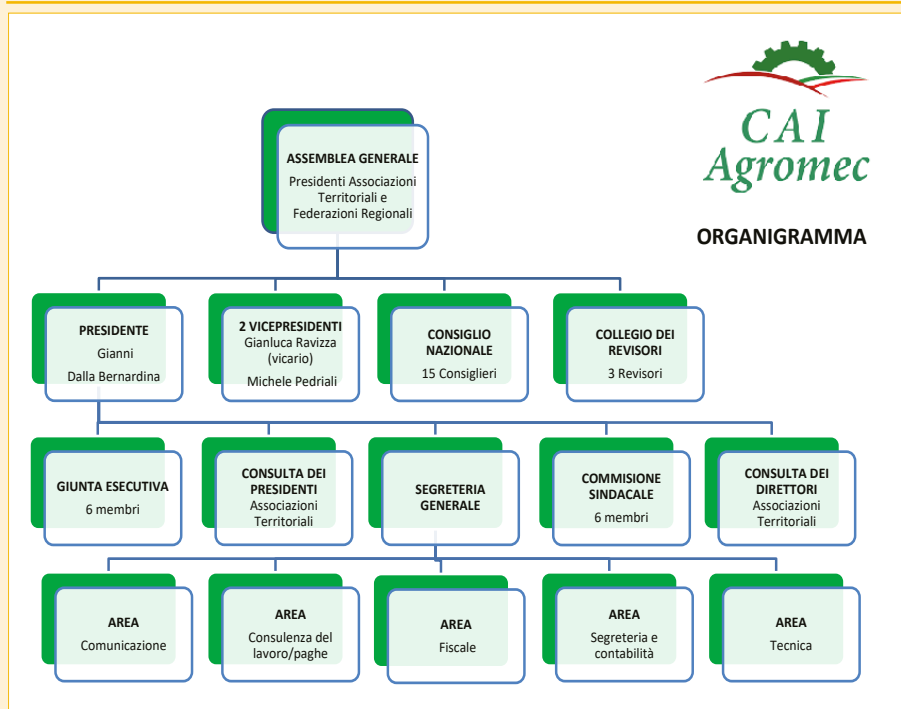 CAI
Agromec
ORGANIGRAMMA
ASSEMBLEA GENERALE
Presidenti Associazioni
Territoriali e
Federazioni Regionali
PRESIDENTE
Gianni
Dalla Bernardina
2 VICEPRESIDENTI
Gianluca Ravizza
(vicario)
Michele Pedriali
CONSIGLIO
NAZIONALE
15 Consiglieri
COLLEGIO DEI
REVISORI
3 Revisori
GIUNTA ESECUTIVA
6 membri
CONSULTA DEI
PRESIDENTI
Associazioni
Territoriali
SEGRETERIA
GENERALE
COMMISIONE
SINDACALE
6 membri
CONSULTA DEI
DIRETTORI
Associazioni
Territoriali
AREA
Comunicazione
AREA
Consulenza del
lavoro/paghe
AREA
Fiscale
AREA
Segreteria e
contabilità
AREA
Tecnica